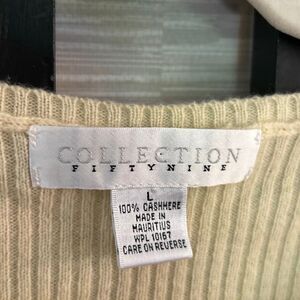 COLLECTION
FIFTYNINE
L
100% CASHMERE
MADE IN
MAURITIUS
WPL 10167
CARE ON REVERSE